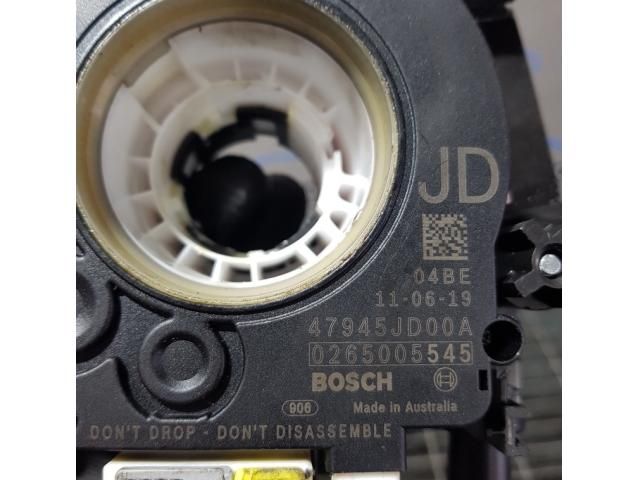 JD
04BE
11-06-19
47945JD00A
0265005545
BOSCH
906
Made in Australia
DON'T DROP - DON'T DISASSEMBLE